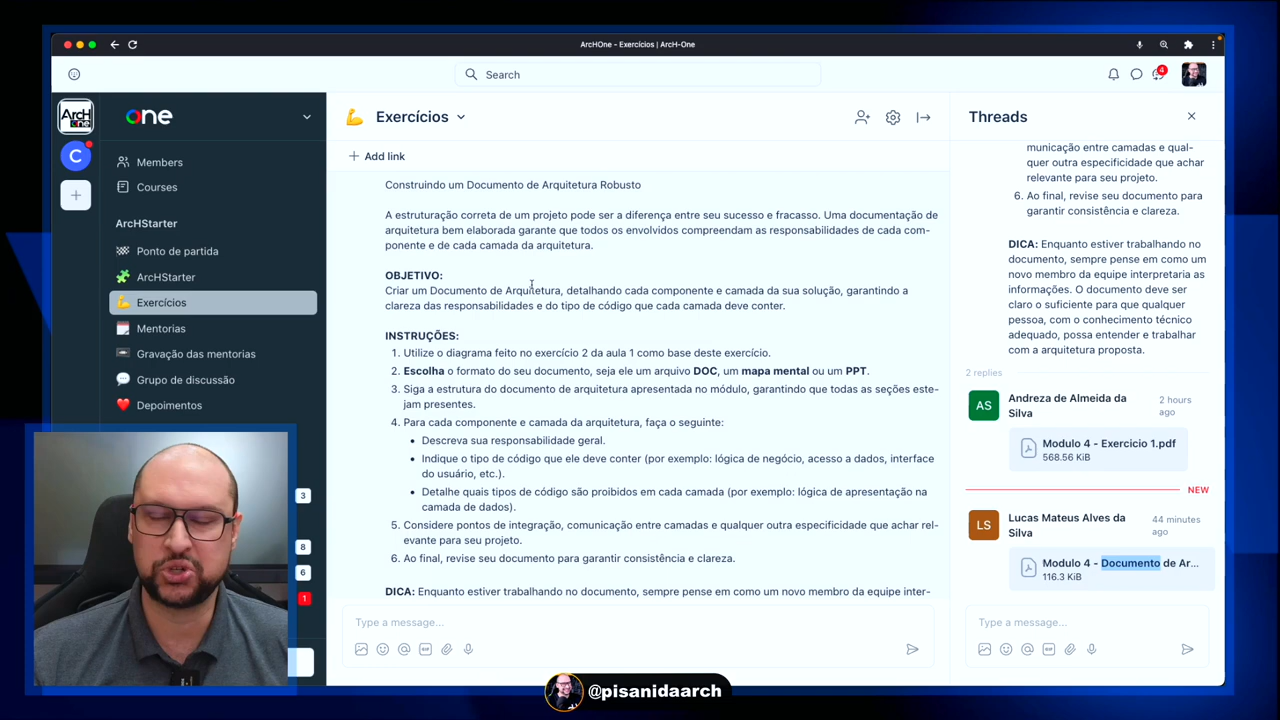 ArcHOne - Exercícios | ArcH-One
Search
4
ArcH
one
one
C
Members
Courses
ArcHStarter
Ponto de partida
ArcHStarter
Exercícios
Mentorias
Gravação das mentorias
Grupo de discussão
Depoimentos
3
8
6
1
Exercícios
Add link
Construindo um Documento de Arquitetura Robusto
A estruturação correta de um projeto pode ser a diferença entre seu sucesso e fracasso. Uma documentação de
arquitetura bem elaborada garante que todos os envolvidos compreendam as responsabilidades de cada com-
ponente e de cada camada da arquitetura.
OBJETIVO:
Criar um Documento de Arquitetura, detalhando cada componente e camada da sua solução, garantindo a
clareza das responsabilidades e do tipo de código que cada camada deve conter.
INSTRUÇÕES:
1. Utilize o diagrama feito no exercício 2 da aula 1 como base deste exercício.
2. Escolha o formato do seu documento, seja ele um arquivo DOC, um mapa mental ou um PPT.
3. Siga a estrutura do documento de arquitetura apresentada no módulo, garantindo que todas as seções este-
jam presentes.
4. Para cada componente e camada da arquitetura, faça o seguinte:
• Descreva sua responsabilidade geral.
• Indique o tipo de código que ele deve conter (por exemplo: lógica de negócio, acesso a dados, interface
do usuário, etc.).
• Detalhe quais tipos de código são proibidos em cada camada (por exemplo: lógica de apresentação na
camada de dados).
5. Considere pontos de integração, comunicação entre camadas e qualquer outra especificidade que achar rel-
evante para seu projeto.
6. Ao final, revise seu documento para garantir consistência e clareza.
DICA: Enquanto estiver trabalhando no documento, sempre pense em como um novo membro da equipe inter-
Type a message...
GIF
Threads
municação entre camadas e qual-
quer outra especificidade que achar
relevante para seu projeto.
6. Ao final, revise seu documento para
garantir consistência e clareza.
DICA: Enquanto estiver trabalhando no
documento, sempre pense em como um
novo membro da equipe interpretaria as
informações. O documento deve ser
claro o suficiente para que qualquer
pessoa, com o conhecimento técnico
adequado, possa entender e trabalhar
com a arquitetura proposta.
2 replies
AS
Andreza de Almeida da
Silva
2 hours
ago
Modulo 4 - Exercicio 1.pdf
568.56 KiB
NEW
LS
Lucas Mateus Alves da
Silva
44 minutes
ago
Modulo 4 - Documento de Ar...
116.3 KiB
Type a message...
GIF
@pisanidaarch